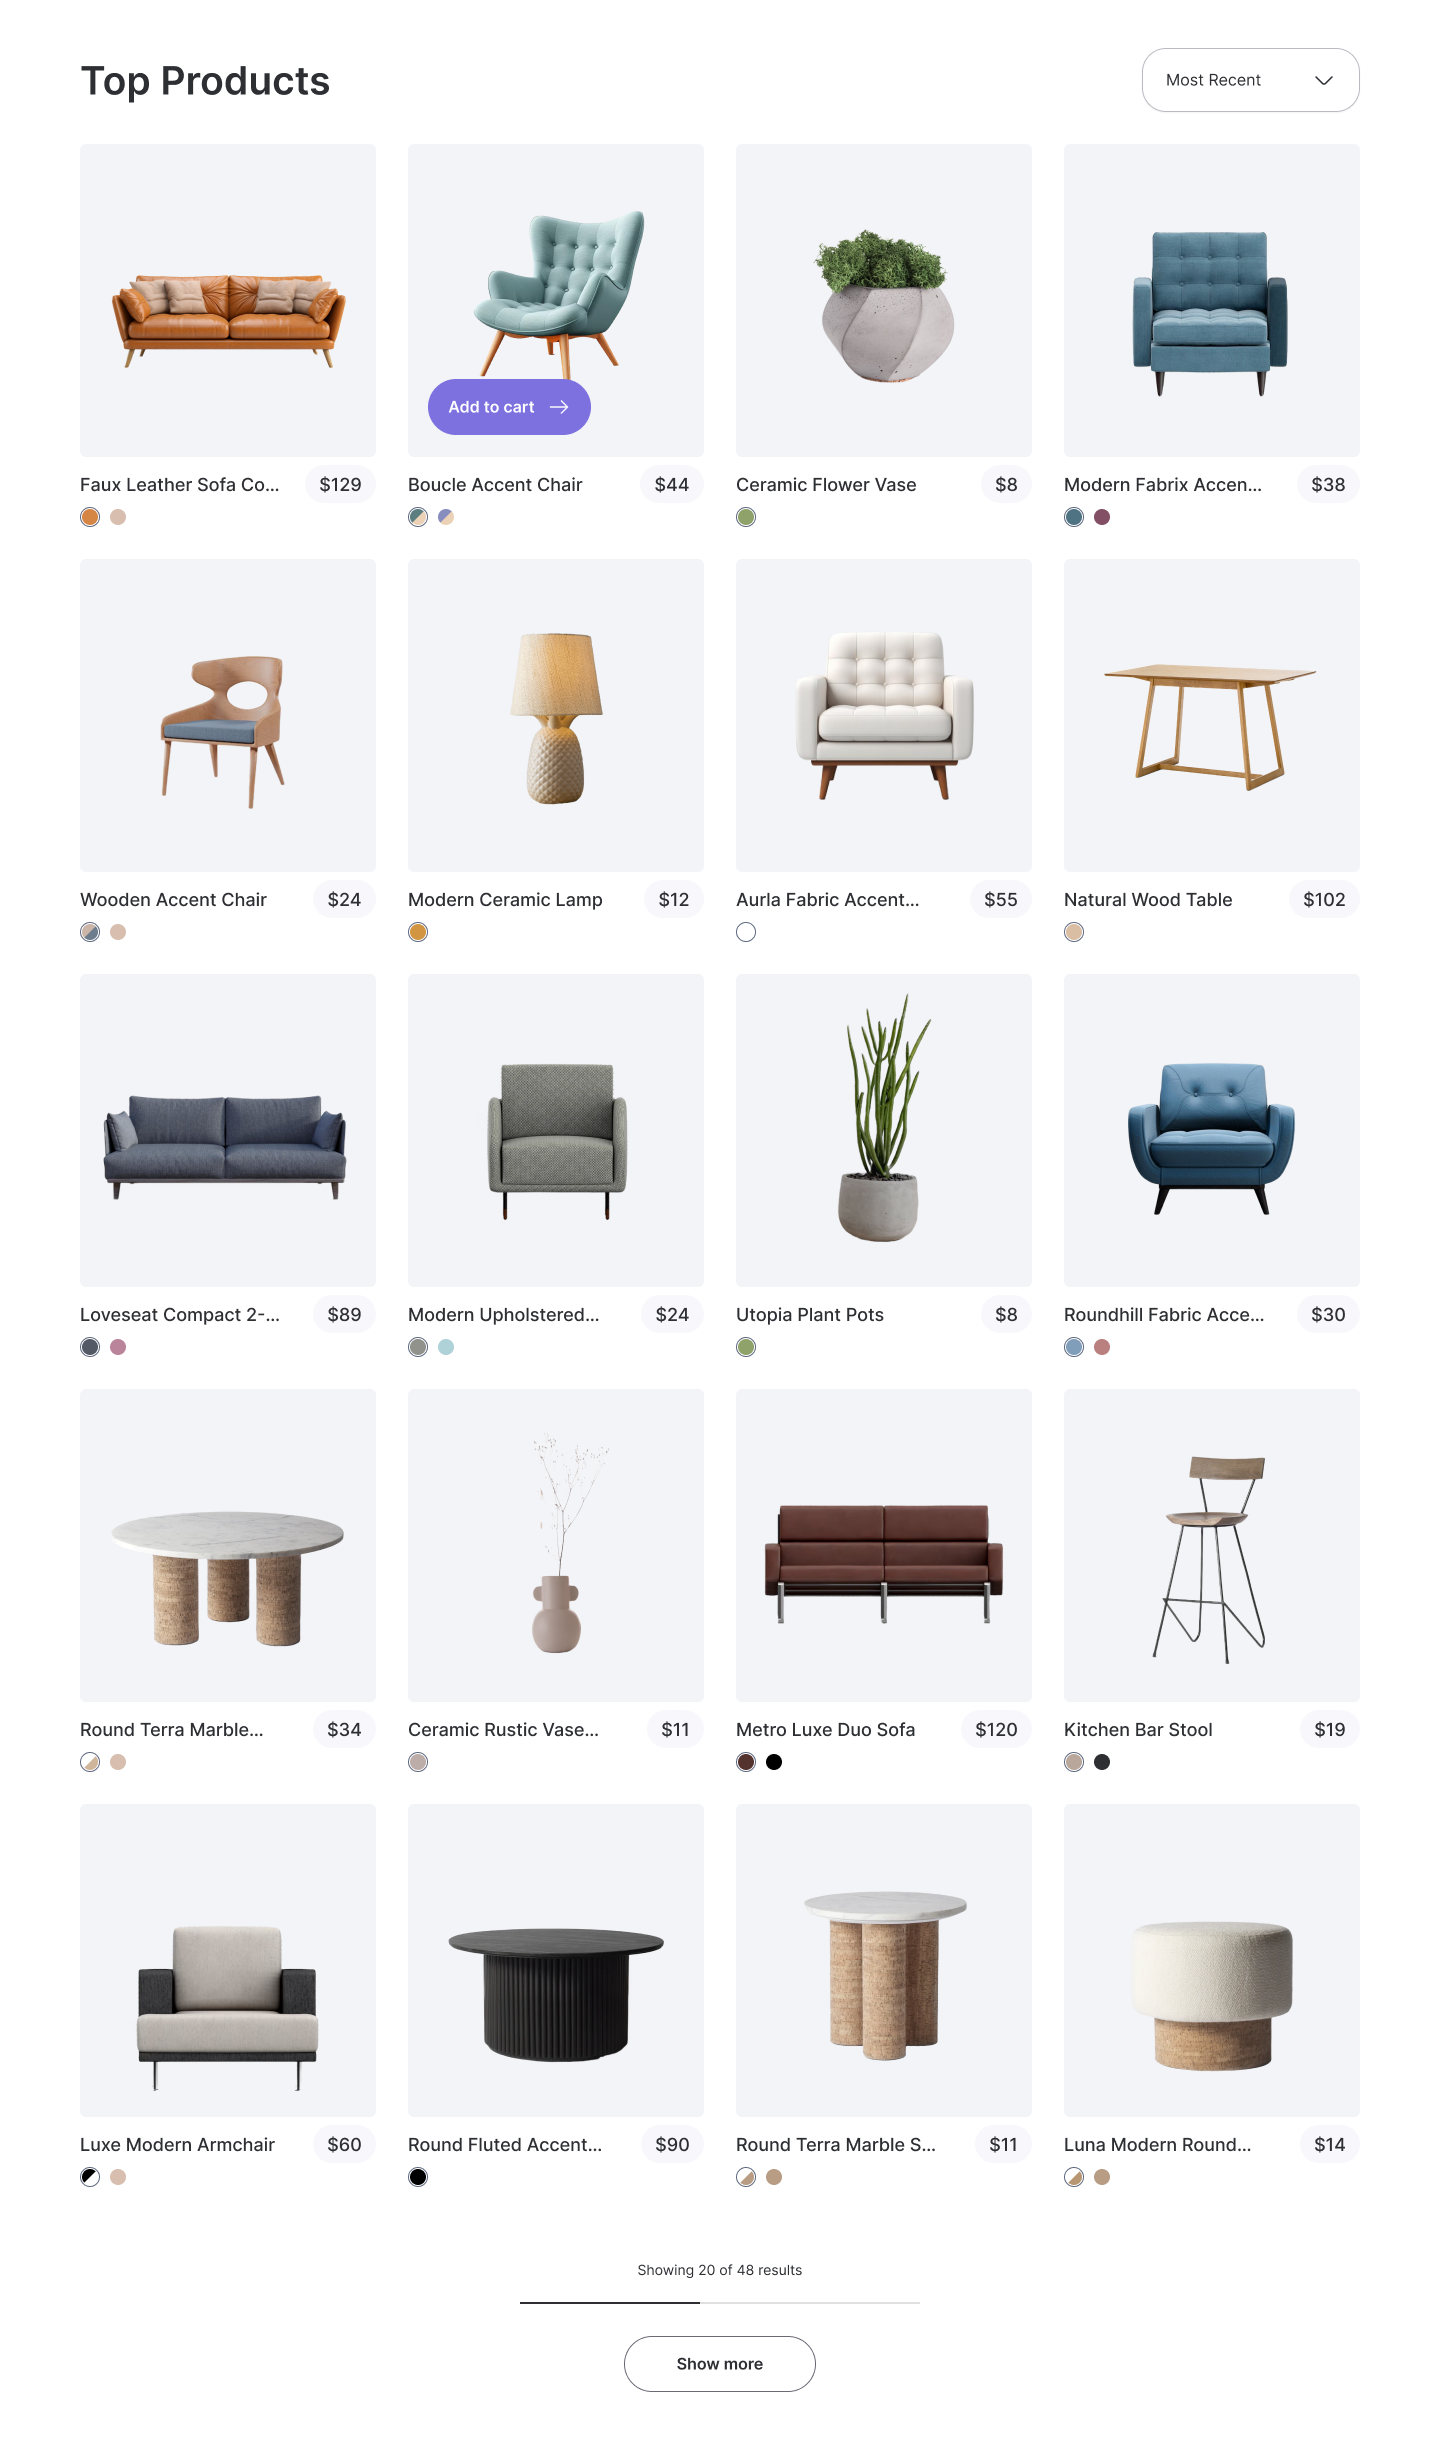 Top Products
Most Recent
Add to cart
Faux Leather Sofa Co...
$129
Boucle Accent Chair
$44
Ceramic Flower Vase
$8
Modern Fabrix Accen...
$38
Wooden Accent Chair
$24
Modern Ceramic Lamp
$12
Aurla Fabric Accent...
$55
Natural Wood Table
$102
Loveseat Compact 2-...
$89
Modern Upholstered...
$24
Utopia Plant Pots
$8
Roundhill Fabric Acce...
$30
Round Terra Marble...
$34
Ceramic Rustic Vase...
$11
Metro Luxe Duo Sofa
$120
Kitchen Bar Stool
$19
Luxe Modern Armchair
$60
Round Fluted Accent...
$90
Round Terra Marble S...
$11
Luna Modern Round...
$14
Showing 20 of 48 results
Show more